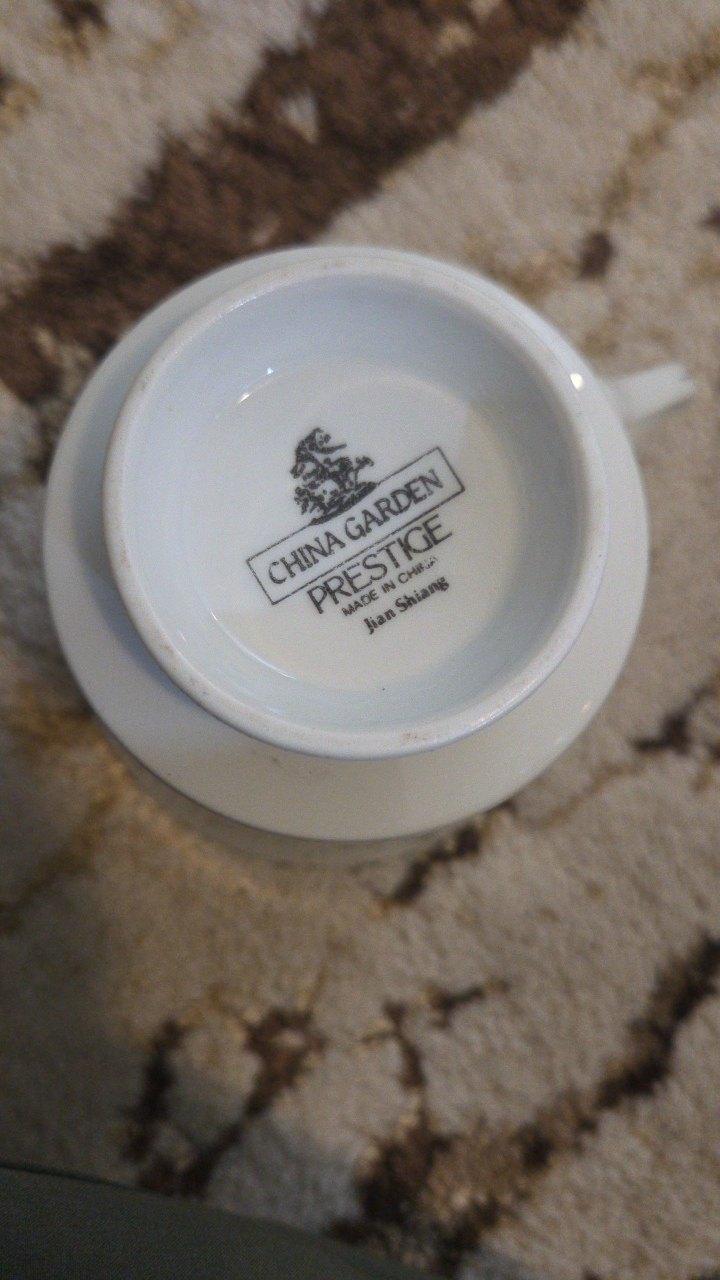 CHINA GARDEN
PRESTIGE
MADE IN CHINA
Jian Shiang